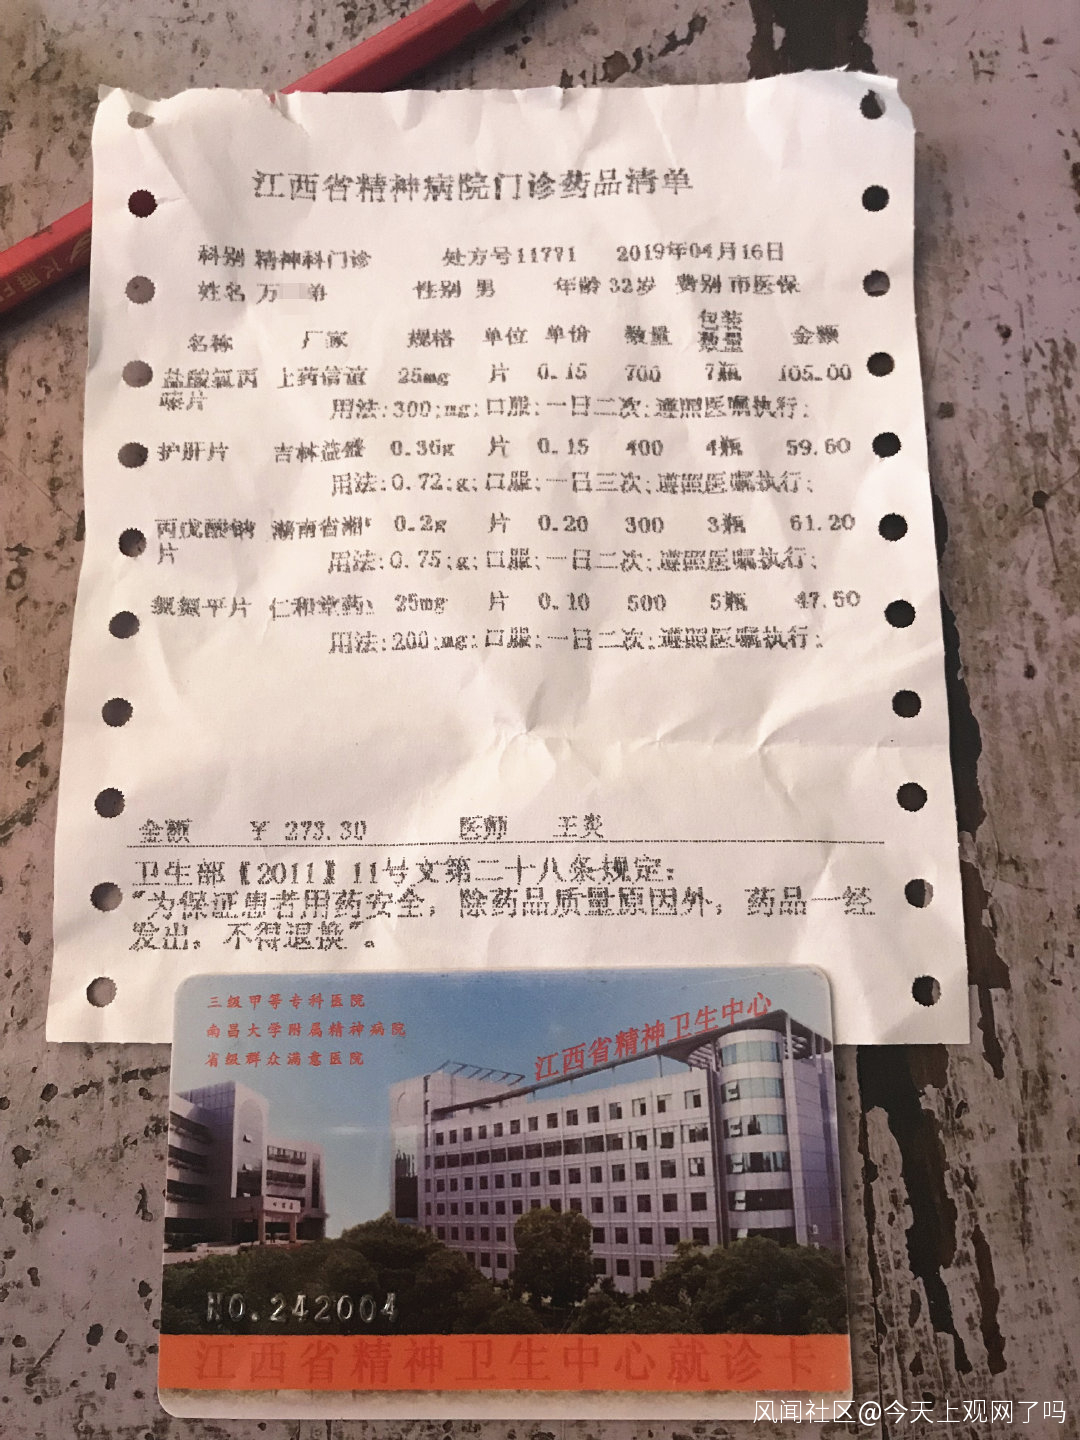 江西省精神病院门诊药品清单
科别 精神科门诊 处方号11771 2019年04月16日
姓名 万 弟 性别 男 年龄 32岁 费别 市医保
名称 厂家 规格 单位 单价 数量 包装数量 金额
盐酸氯丙 上药信谊 25mg 片 0.15 700 7瓶 105.00
嗪片 用法:300:mg:口服:一日二次:遵照医嘱执行:
护肝片 吉林益盛 0.36g 片 0.15 400 4瓶 59.60
用法:0.72:g:口服:一日三次:遵照医嘱执行:
丙戊酸钠 湖南省湘 0.2g 片 0.20 300 3瓶 61.20
片 用法:0.75:g:口服:一日二次:遵照医嘱执行:
氯氮平片 仁和堂药 25mg 片 0.10 500 5瓶 47.50
用法:200:mg:口服:一日二次:遵照医嘱执行:
金额 ¥ 273.30 医师 王炎
卫生部【2011】11号文第二十八条规定:
“为保证患者用药安全，除药品质量原因外，药品一经
发出，不得退换”。
三级甲等专科医院
南昌大学附属精神病院
省级群众满意医院
江西省精神卫生中心
NO.242004
江西省精神卫生中心就诊卡
风闻社区@今天上观网了吗